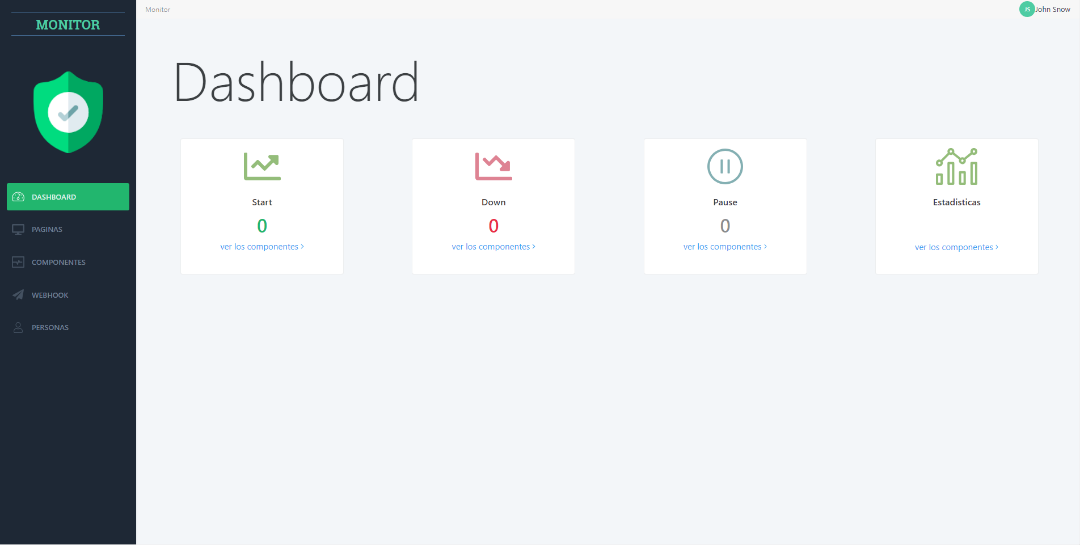 MONITOR
Monitor
JS
John Snow
DASHBOARD
PAGINAS
COMPONENTES
WEBHOOK
PERSONAS
Dashboard
Start
0
ver los componentes >
Down
0
ver los componentes >
Pause
0
ver los componentes >
Estadisticas
ver los componentes >